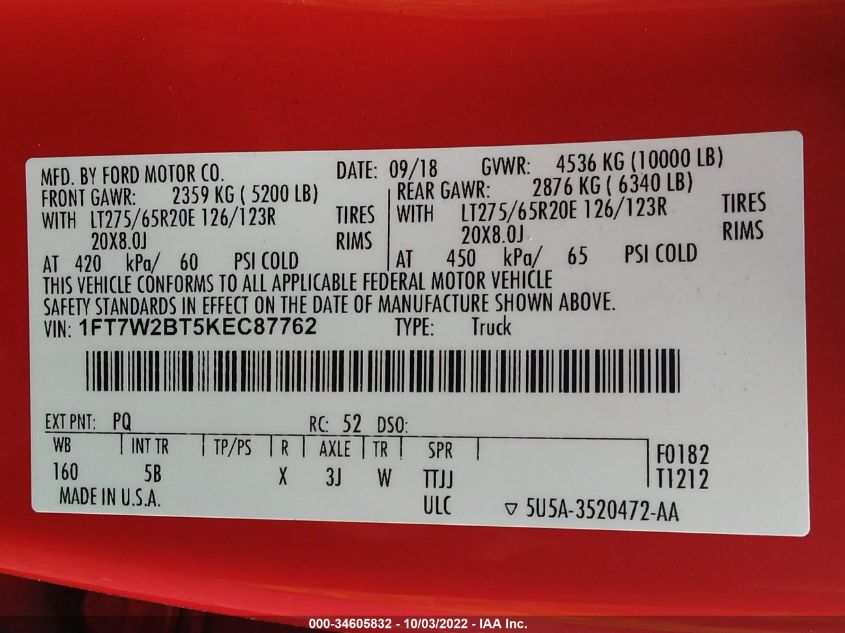 MFD. BY FORD MOTOR CO. DATE: 09/18 GVWR: 4536 KG (10000 LB)
FRONT GAWR: 2359 KG ( 5200 LB) REAR GAWR: 2876 KG ( 6340 LB)
WITH LT275/65R20E 126/123R TIRES WITH LT275/65R20E 126/123R TIRES
20X8.0J RIMS 20X8.0J RIMS
AT 420 kPa/ 60 PSI COLD AT 450 kPa/ 65 PSI COLD
THIS VEHICLE CONFORMS TO ALL APPLICABLE FEDERAL MOTOR VEHICLE
SAFETY STANDARDS IN EFFECT ON THE DATE OF MANUFACTURE SHOWN ABOVE.
VIN: 1FT7W2BT5KEC87762 TYPE: Truck
EXT PNT: PQ RC: 52 DSO:
WB INT TR TP/PS R AXLE TR SPR F0182
160 5B X 3J W TTJJ T1212
MADE IN U.S.A. ULC ▽ 5U5A-3520472-AA
000-34605832 - 10/03/2022 - IAA Inc.